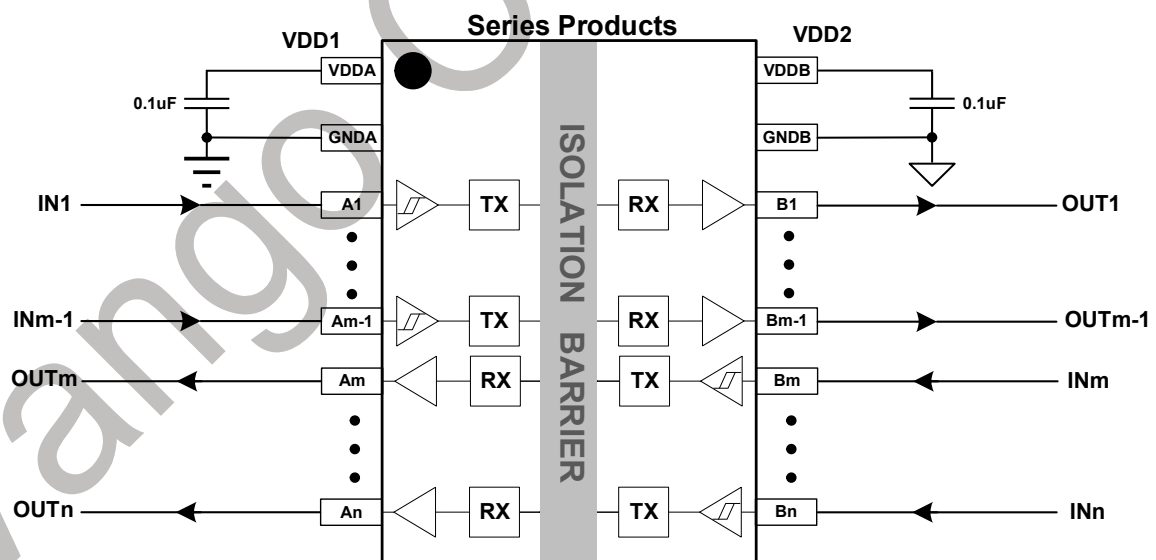 Series Products
VDD1
VDD2
VDDA
VDDB
0.1uF
0.1uF
GNDA
GNDB
ISOLATION BARRIER
IN1
A1
TX
RX
B1
OUT1
INm-1
Am-1
TX
RX
Bm-1
OUTm-1
OUTm
Am
RX
TX
Bm
INm
OUTn
An
RX
TX
Bn
INn
ango